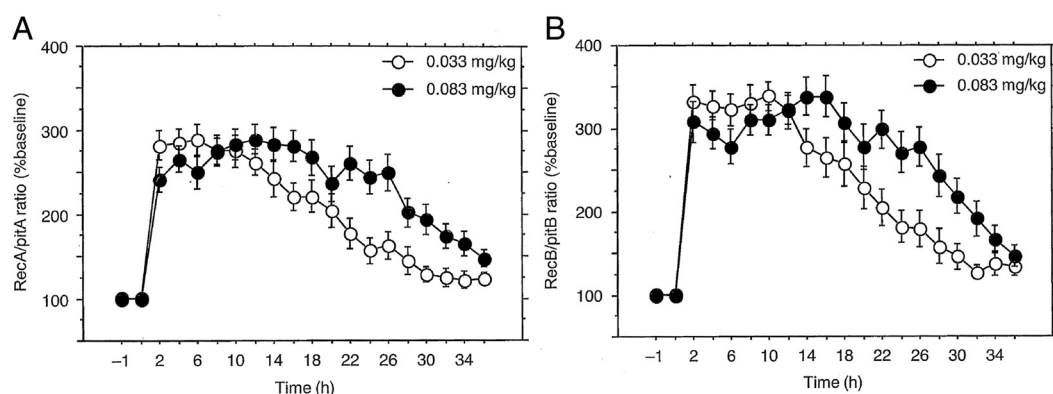 A
400
300
200
100
RecA/pitA ratio (%baseline)
0.033 mg/kg
0.083 mg/kg
–1 2 6 10 14 18 22 26 30 34
Time (h)
B
400
300
200
100
RecB/pitB ratio (%baseline)
0.033 mg/kg
0.083 mg/kg
–1 2 6 10 14 18 22 26 30 34
Time (h)